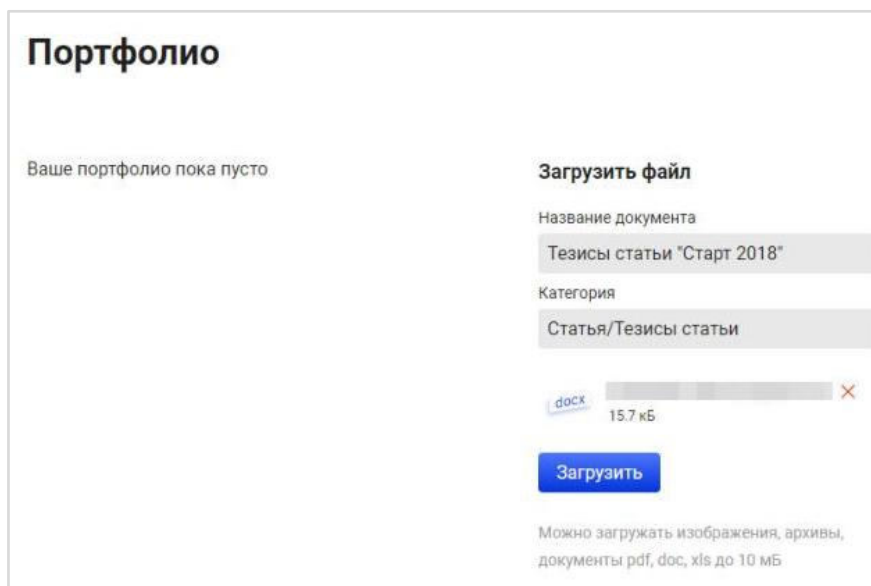 Портфолио
Ваше портфолио пока пусто
Загрузить файл
Название документа
Тезисы статьи "Старт 2018"
Категория
Статья/Тезисы статьи
docx
15.7 кБ
Загрузить
Можно загружать изображения, архивы,
документы pdf, doc, xls до 10 мБ